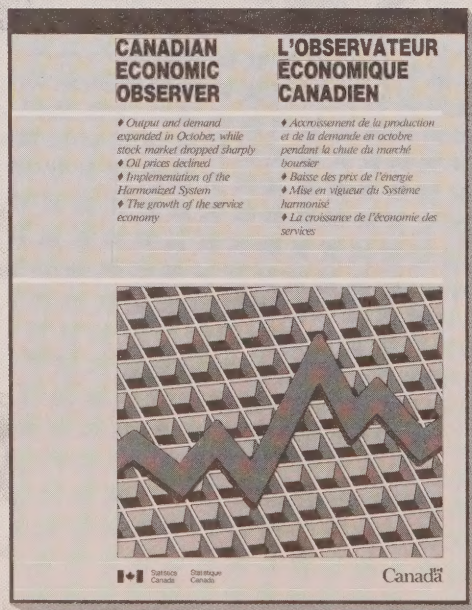 CANADIAN
ECONOMIC
OBSERVER
♦ Output and demand
expanded in October, while
stock market dropped sharply
♦ Oil prices declined
♦ Implementation of the
Harmonized System
♦ The growth of the service
economy
L'OBSERVATEUR
ÉCONOMIQUE
CANADIEN
♦ Accroissement de la production
et de la demande en octobre
pendant la chute du marché
boursier
♦ Baisse des prix de l'énergie
♦ Mise en vigueur du Système
harmonisé
♦ La croissance de l'économie des
services
Statistics
Canada
Statistique
Canada
Canada